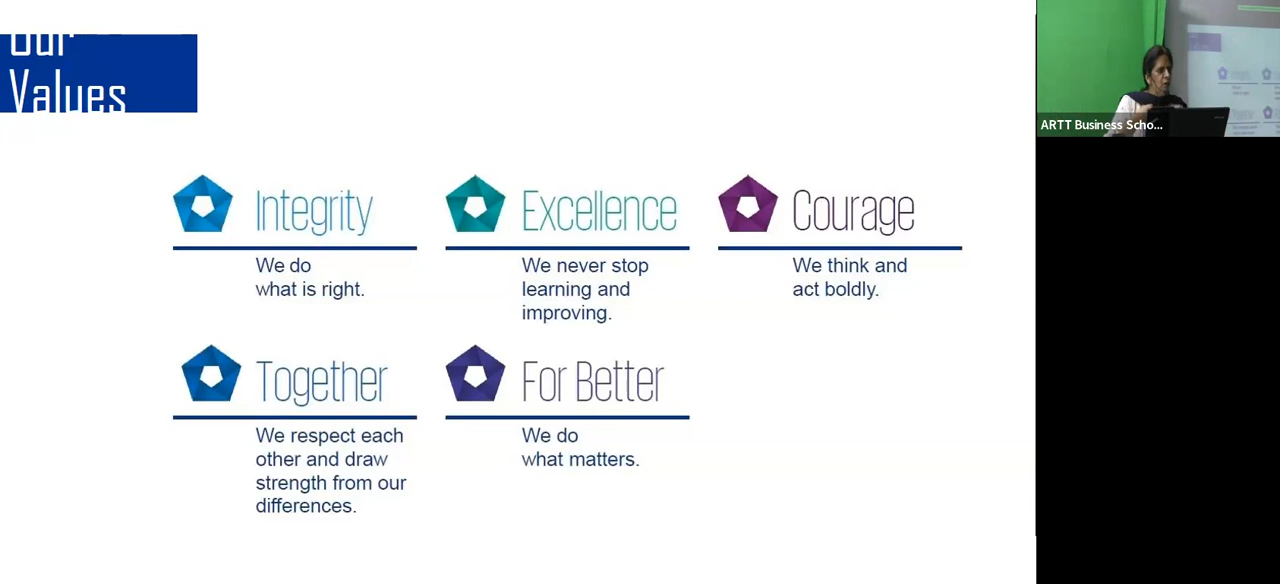 Our
Values
Integrity
We do
what is right.
Excellence
We never stop
learning and
improving.
Courage
We think and
act boldly.
Together
We respect each
other and draw
strength from our
differences.
For Better
We do
what matters.
ARTT Business Scho...